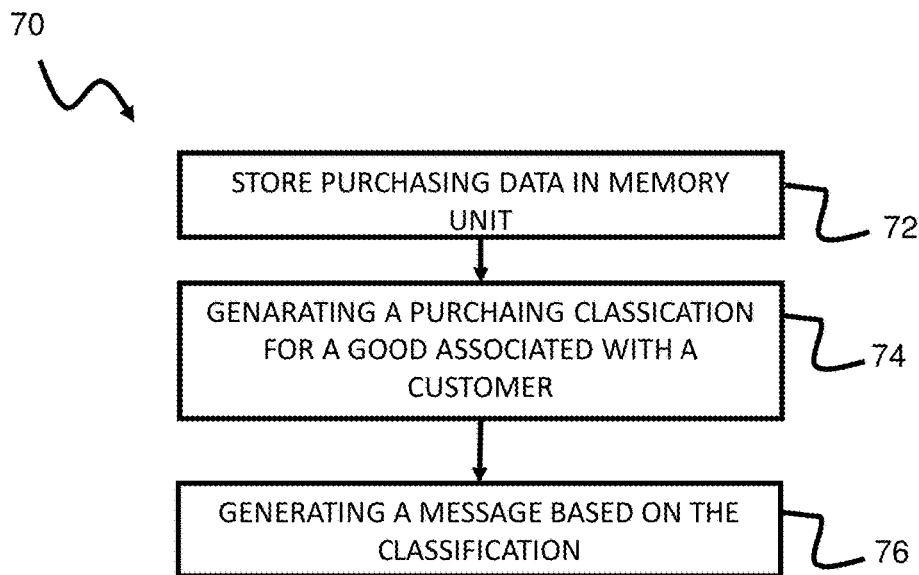 70
STORE PURCHASING DATA IN MEMORY
UNIT
72
GENARATING A PURCHAING CLASSICATION
FOR A GOOD ASSOCIATED WITH A
CUSTOMER
74
GENERATING A MESSAGE BASED ON THE
CLASSIFICATION
76